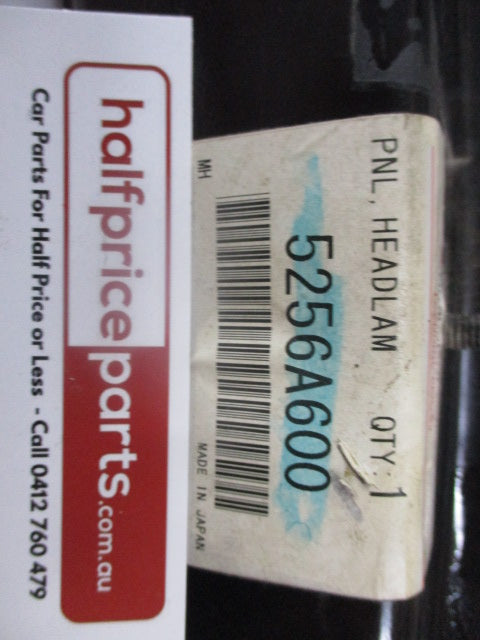 PNL, HEADLAM QTY:1
5256A600
MH
MADE IN JAPAN
halfpriceparts.com.au
Car Parts For Half Price or Less - Call 0412 760 479